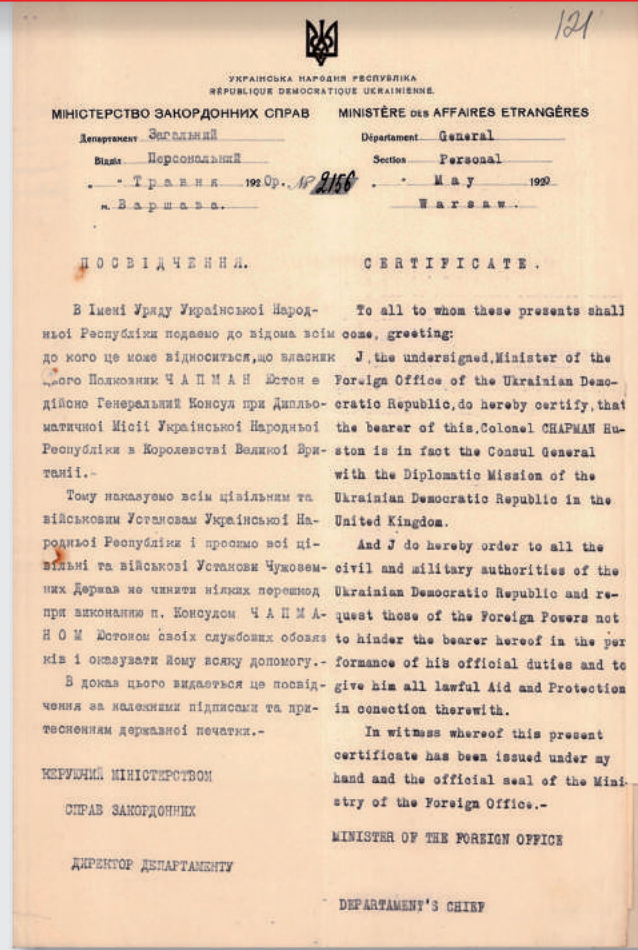 121
УКРАЇНСЬКА НАРОДНЯ РЕСПУБЛІКА
RÉPUBLIQUE DEMOCRATIQUE UKRAINIENNE.
МІНІСТЕРСТВО ЗАКОРДОННИХ СПРАВ
Департамент Загальний
Відділ Персональний
„ " Травня 1920р. № 2156
м. Варшава.
MINISTÈRE DES AFFAIRES ETRANGÈRES
Département General
Section Personal
„ " May 1920
Warsaw.
ПОСВІДЧЕННЯ.
В Імені Уряду Української Народ-
ньої Республіки подаємо до відома всім
до кого це може відноситься,що власник
цього Полковник ЧАПМАН Юстон є
дійсно Генеральний Консул при Дипльо-
матичної Місії Української Народньої
Республіки в Королевстві Великої Бри-
танії.-
Тому наказуємо всім цівільним та
військовим Установам Української На-
родньої Республіки і просимо всі ці-
вільні та військові Установи Чужозем-
них Держав не чинити ніяких перешкод
при виконанню п. Консулом ЧАПМА-
НОМ Юстоном своіх службових обовяз
ків і оказувати йому всяку допомогу.-
В доказ цього видається це посвід-
чення за належними підписами та при-
тесненням державної печатки.-
КЕРУЮЧИЙ МІНІСТЕРСТВОМ
СПРАВ ЗАКОРДОННИХ
ДИРЕКТОР ДЕПАРТАМЕНТУ
CERTIFICATE.
To all to whom these presents shall
come, greeting:
J,the undersigned,Minister of the
Foreign Office of the Ukrainian Demo-
cratic Republic,do hereby certify,that
the bearer of this,Colonel CHAPMAN Hu-
ston is in fact the Consul General
with the Diplomatic Mission of the
Ukrainian Democratic Republic in the
United Kingdom.
And J do hereby order to all the
civil and military authorities of the
Ukrainian Democratic Republic and re-
quest those of the Foreign Powers not
to hinder the bearer hereof in the per
formance of his official duties and to
give him all lawful Aid and Protection
in conection therewith.
In witness whereof this present
certificate has been issued under my
hand and the official seal of the Mini-
stry of the Foreign Office.-
MINISTER OF THE FOREIGN OFFICE
DEPARTAMENT'S CHIEF